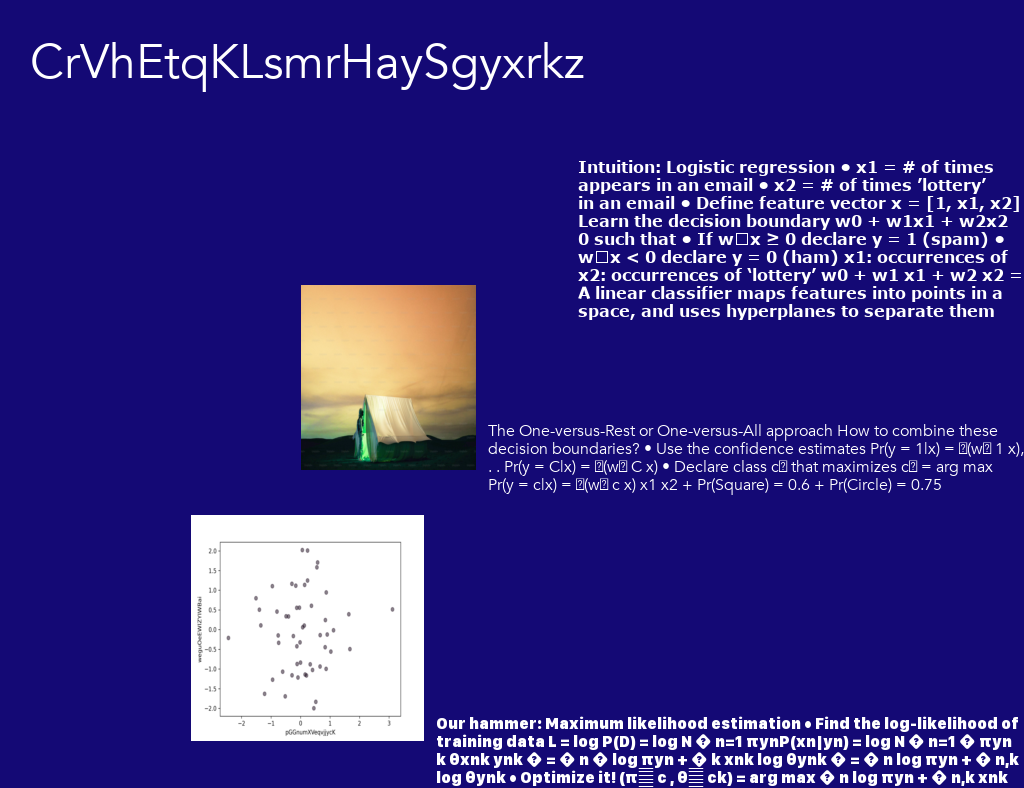 CrVhEtqKLsmrHaySgyxrkz
Intuition: Logistic regression • x1 = # of times
appears in an email • x2 = # of times ’lottery’
in an email • Define feature vector x = [1, x1, x2]
Learn the decision boundary w0 + w1x1 + w2x2
0 such that • If w□x ≥ 0 declare y = 1 (spam) •
w□x < 0 declare y = 0 (ham) x1: occurrences of
x2: occurrences of ‘lottery’ w0 + w1 x1 + w2 x2 =
A linear classifier maps features into points in a
space, and uses hyperplanes to separate them
The One-versus-Rest or One-versus-All approach How to combine these
decision boundaries? • Use the confidence estimates Pr(y = 1|x) = □(w□ 1 x),
. . Pr(y = C|x) = □(w□ C x) • Declare class c□ that maximizes c□ = arg max
Pr(y = c|x) = □(w□ c x) x1 x2 + Pr(Square) = 0.6 + Pr(Circle) = 0.75
2.0
1.5
1.0
0.5
0.0
−0.5
−1.0
−1.5
−2.0
−2 −1 0 1 2 3
pGGnumXVeqvjjycK
Our hammer: Maximum likelihood estimation • Find the log-likelihood of
training data L = log P(D) = log N � n=1 πynP(xn|yn) = log N � n=1 � πyn
k θxnk ynk � = � n � log πyn + � k xnk log θynk � = � n log πyn + � n,k
log θynk • Optimize it! (π□ c , θ□ ck) = arg max � n log πyn + � n,k xnk